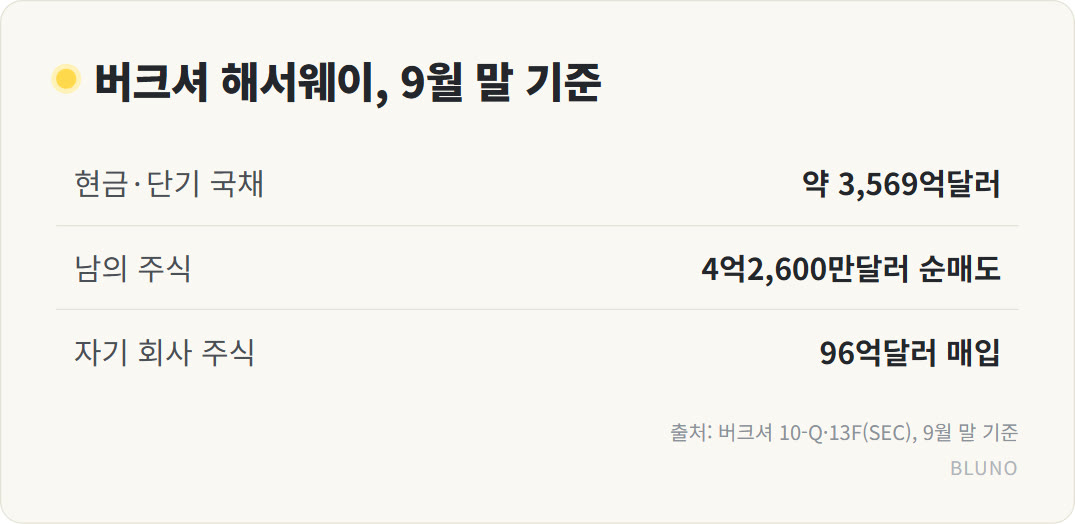 버크셔 해서웨이, 9월 말 기준
현금·단기 국채 약 3,569억달러
남의 주식 4억2,600만달러 순매도
자기 회사 주식 96억달러 매입
출처: 버크셔 10-Q·13F(SEC), 9월 말 기준
BLUNO